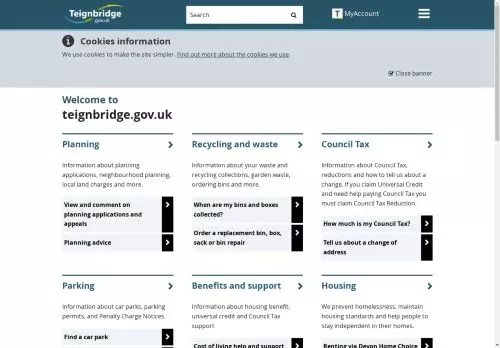 Teignbridge
.gov.uk
Search
T MyAccount
Cookies information
We use cookies to make the site simpler. Find out more about the cookies we use.
Close banner
Welcome to
teignbridge.gov.uk
Planning
Information about planning
applications, neighbourhood planning,
local land charges and more.
View and comment on
planning applications and
appeals
Planning advice
Recycling and waste
Information about your waste and
recycling collections, garden waste,
ordering bins and more.
When are my bins and boxes
collected?
Order a replacement bin, box,
sack or bin repair
Council Tax
Information about Council Tax,
reductions and how to tell us about a
change. If you claim Universal Credit
and need help paying Council Tax you
must claim Council Tax Reduction.
How much is my Council Tax?
Tell us about a change of
address
Parking
Information about car parks, parking
permits, and Penalty Charge Notices.
Find a car park
Benefits and support
Information about housing benefit,
universal credit and Council Tax
support
Cost of living help and support
Housing
We prevent homelessness, maintain
housing standards and help people to
stay independent in their homes.
Renting via Devon Home Choice